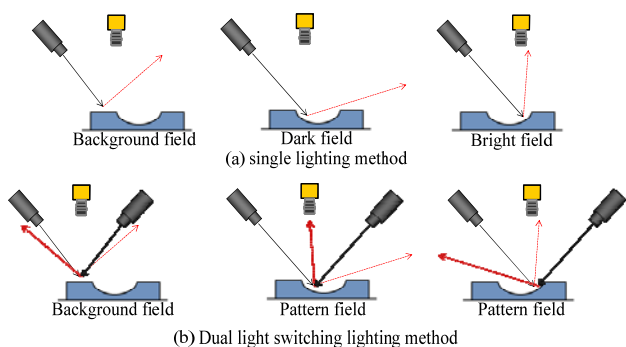 Background field
Dark field
Bright field
(a) single lighting method
Background field
Pattern field
Pattern field
(b) Dual light switching lighting method